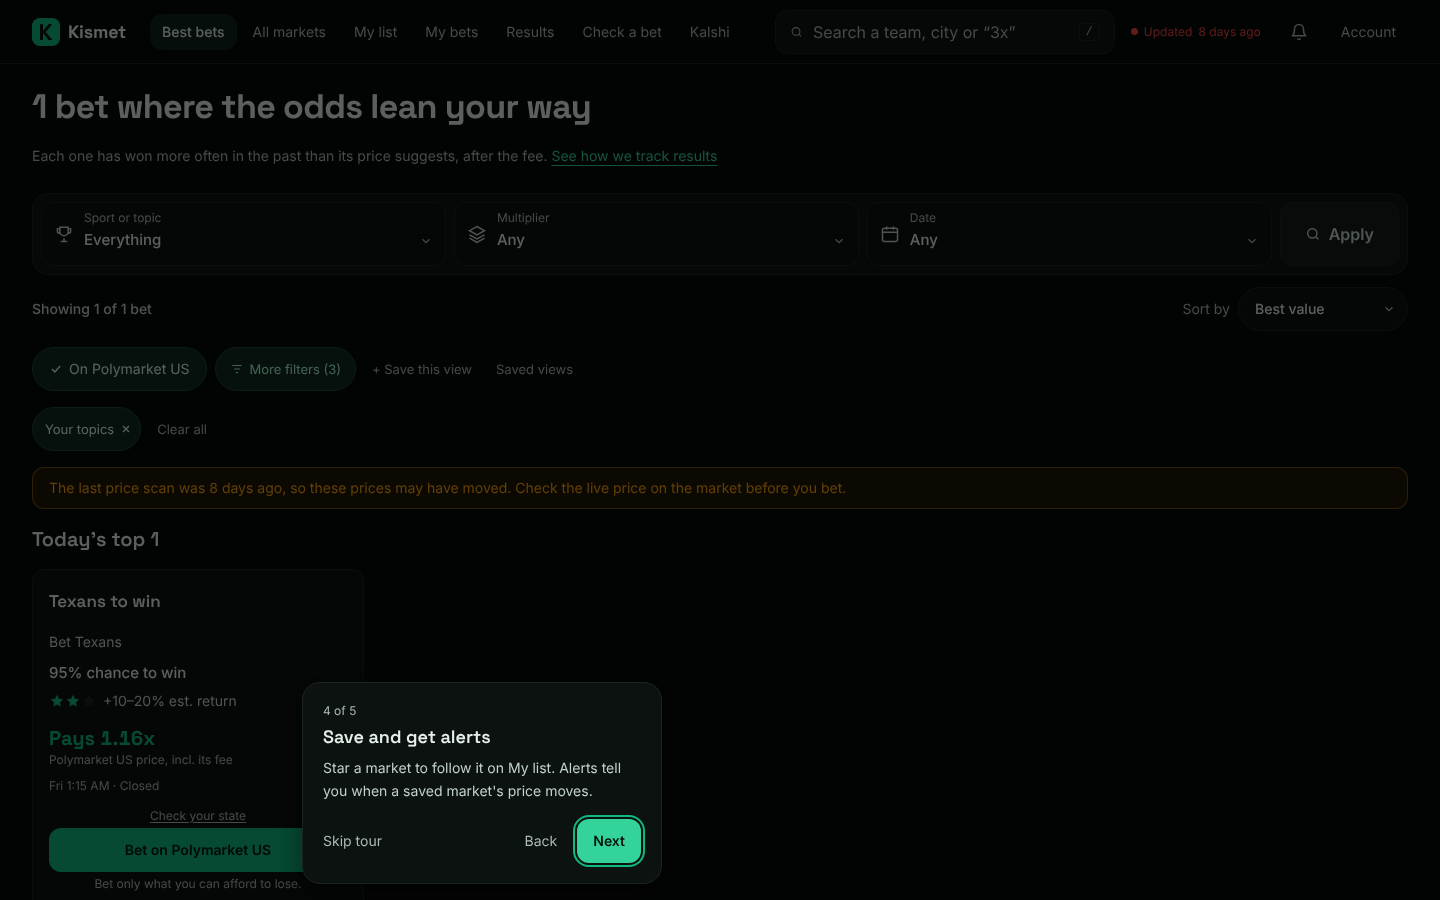 K Kismet
Best bets
All markets
My list
My bets
Results
Check a bet
Kalshi
Search a team, city or “3x”
/
Updated 8 days ago
Account
1 bet where the odds lean your way
Each one has won more often in the past than its price suggests, after the fee. See how we track results
Sport or topic
Everything
Multiplier
Any
Date
Any
Apply
Showing 1 of 1 bet
Sort by
Best value
On Polymarket US
More filters (3)
+ Save this view
Saved views
Your topics ×
Clear all
The last price scan was 8 days ago, so these prices may have moved. Check the live price on the market before you bet.
Today’s top 1
Texans to win
Bet Texans
95% chance to win
+10–20% est. return
Pays 1.16x
Polymarket US price, incl. its fee
Fri 1:15 AM · Closed
Check your state
Bet on Polymarket US
Bet only what you can afford to lose.
4 of 5
Save and get alerts
Star a market to follow it on My list. Alerts tell
you when a saved market's price moves.
Skip tour
Back
Next